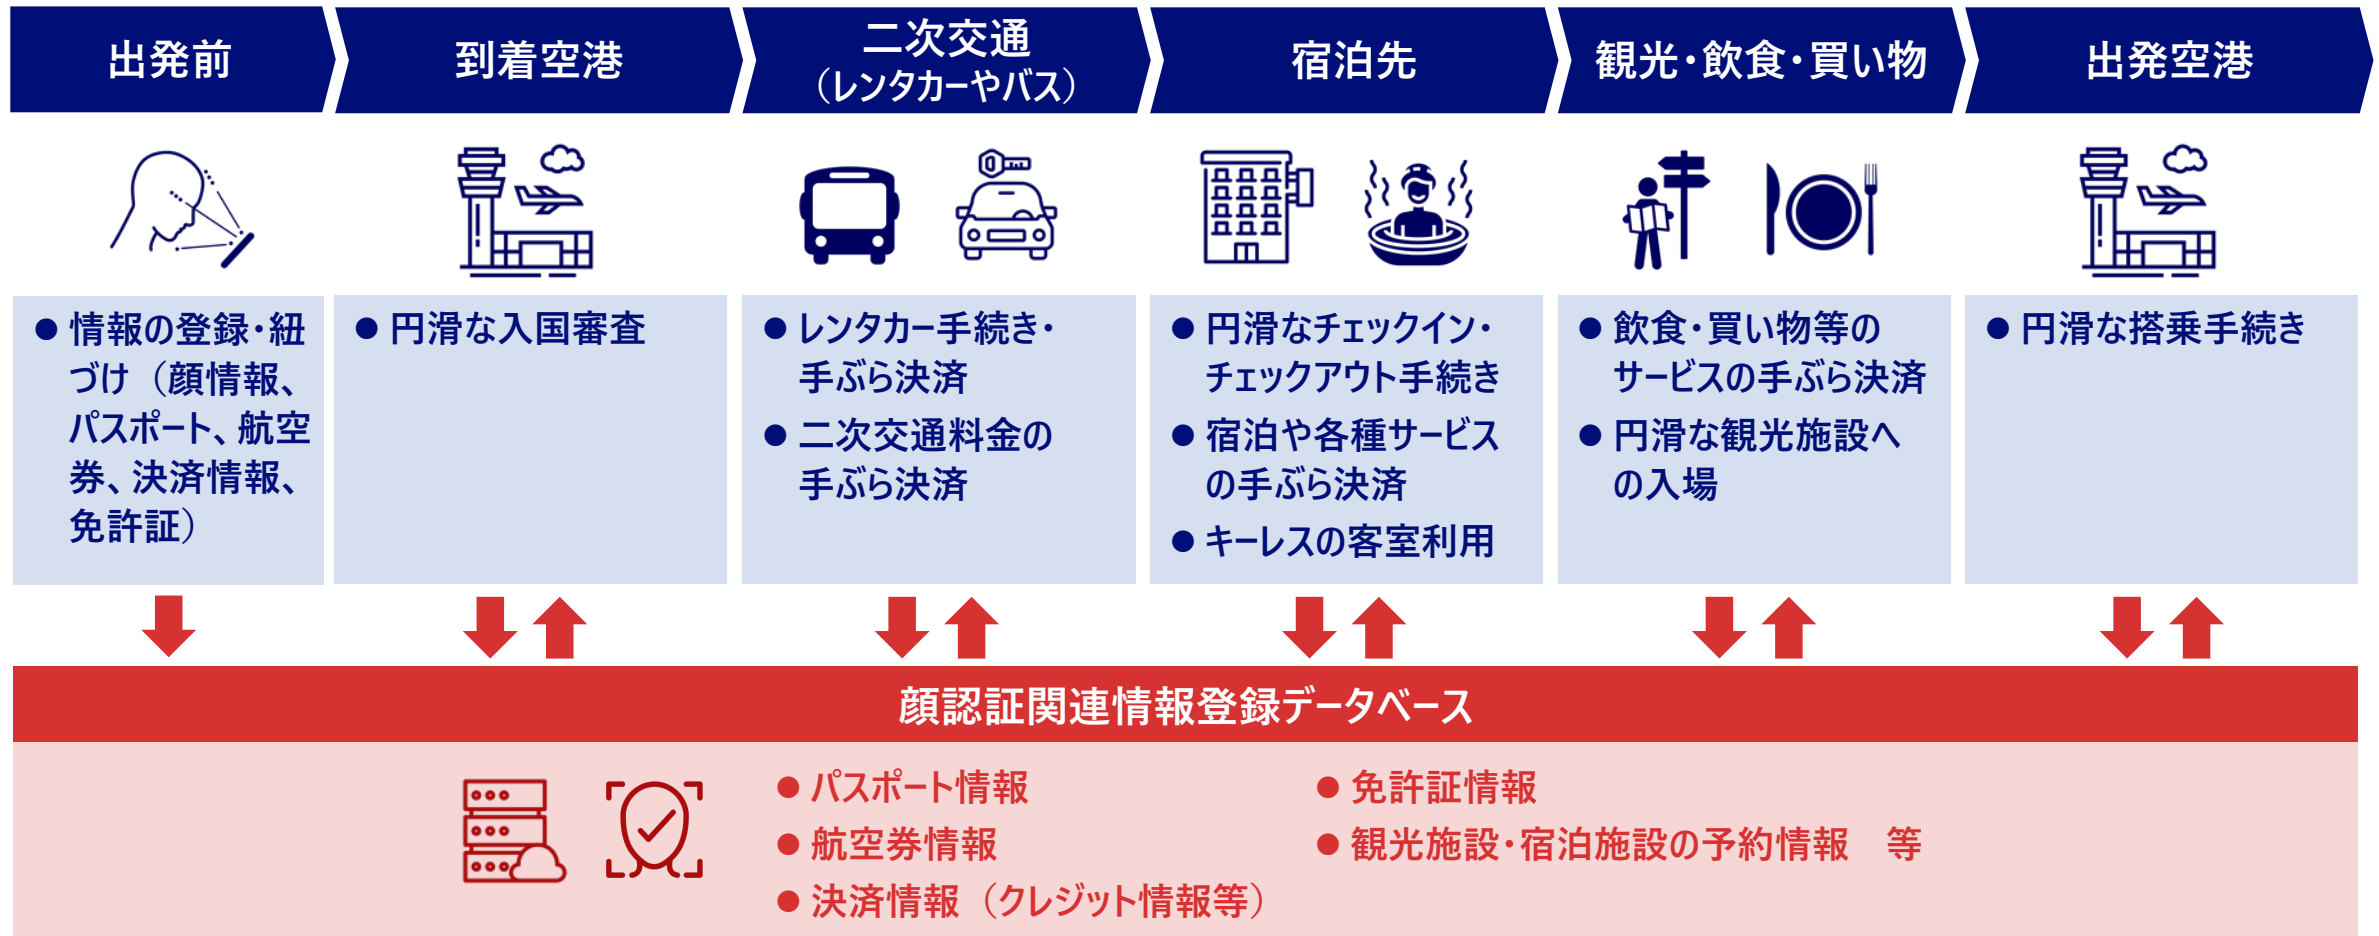 出発前
到着空港
二次交通
（レンタカーやバス）
宿泊先
観光・飲食・買い物
出発空港
● 情報の登録・紐
づけ（顔情報、
パスポート、航空
券、決済情報、
免許証）
● 円滑な入国審査
● レンタカー手続き・
手ぶら決済
● 二次交通料金の
手ぶら決済
● 円滑なチェックイン・
チェックアウト手続き
● 宿泊や各種サービス
の手ぶら決済
● キーレスの客室利用
● 飲食・買い物等の
サービスの手ぶら決済
● 円滑な観光施設へ
の入場
● 円滑な搭乗手続き
顔認証関連情報登録データベース
● パスポート情報
● 航空券情報
● 決済情報（クレジット情報等）
● 免許証情報
● 観光施設・宿泊施設の予約情報　等